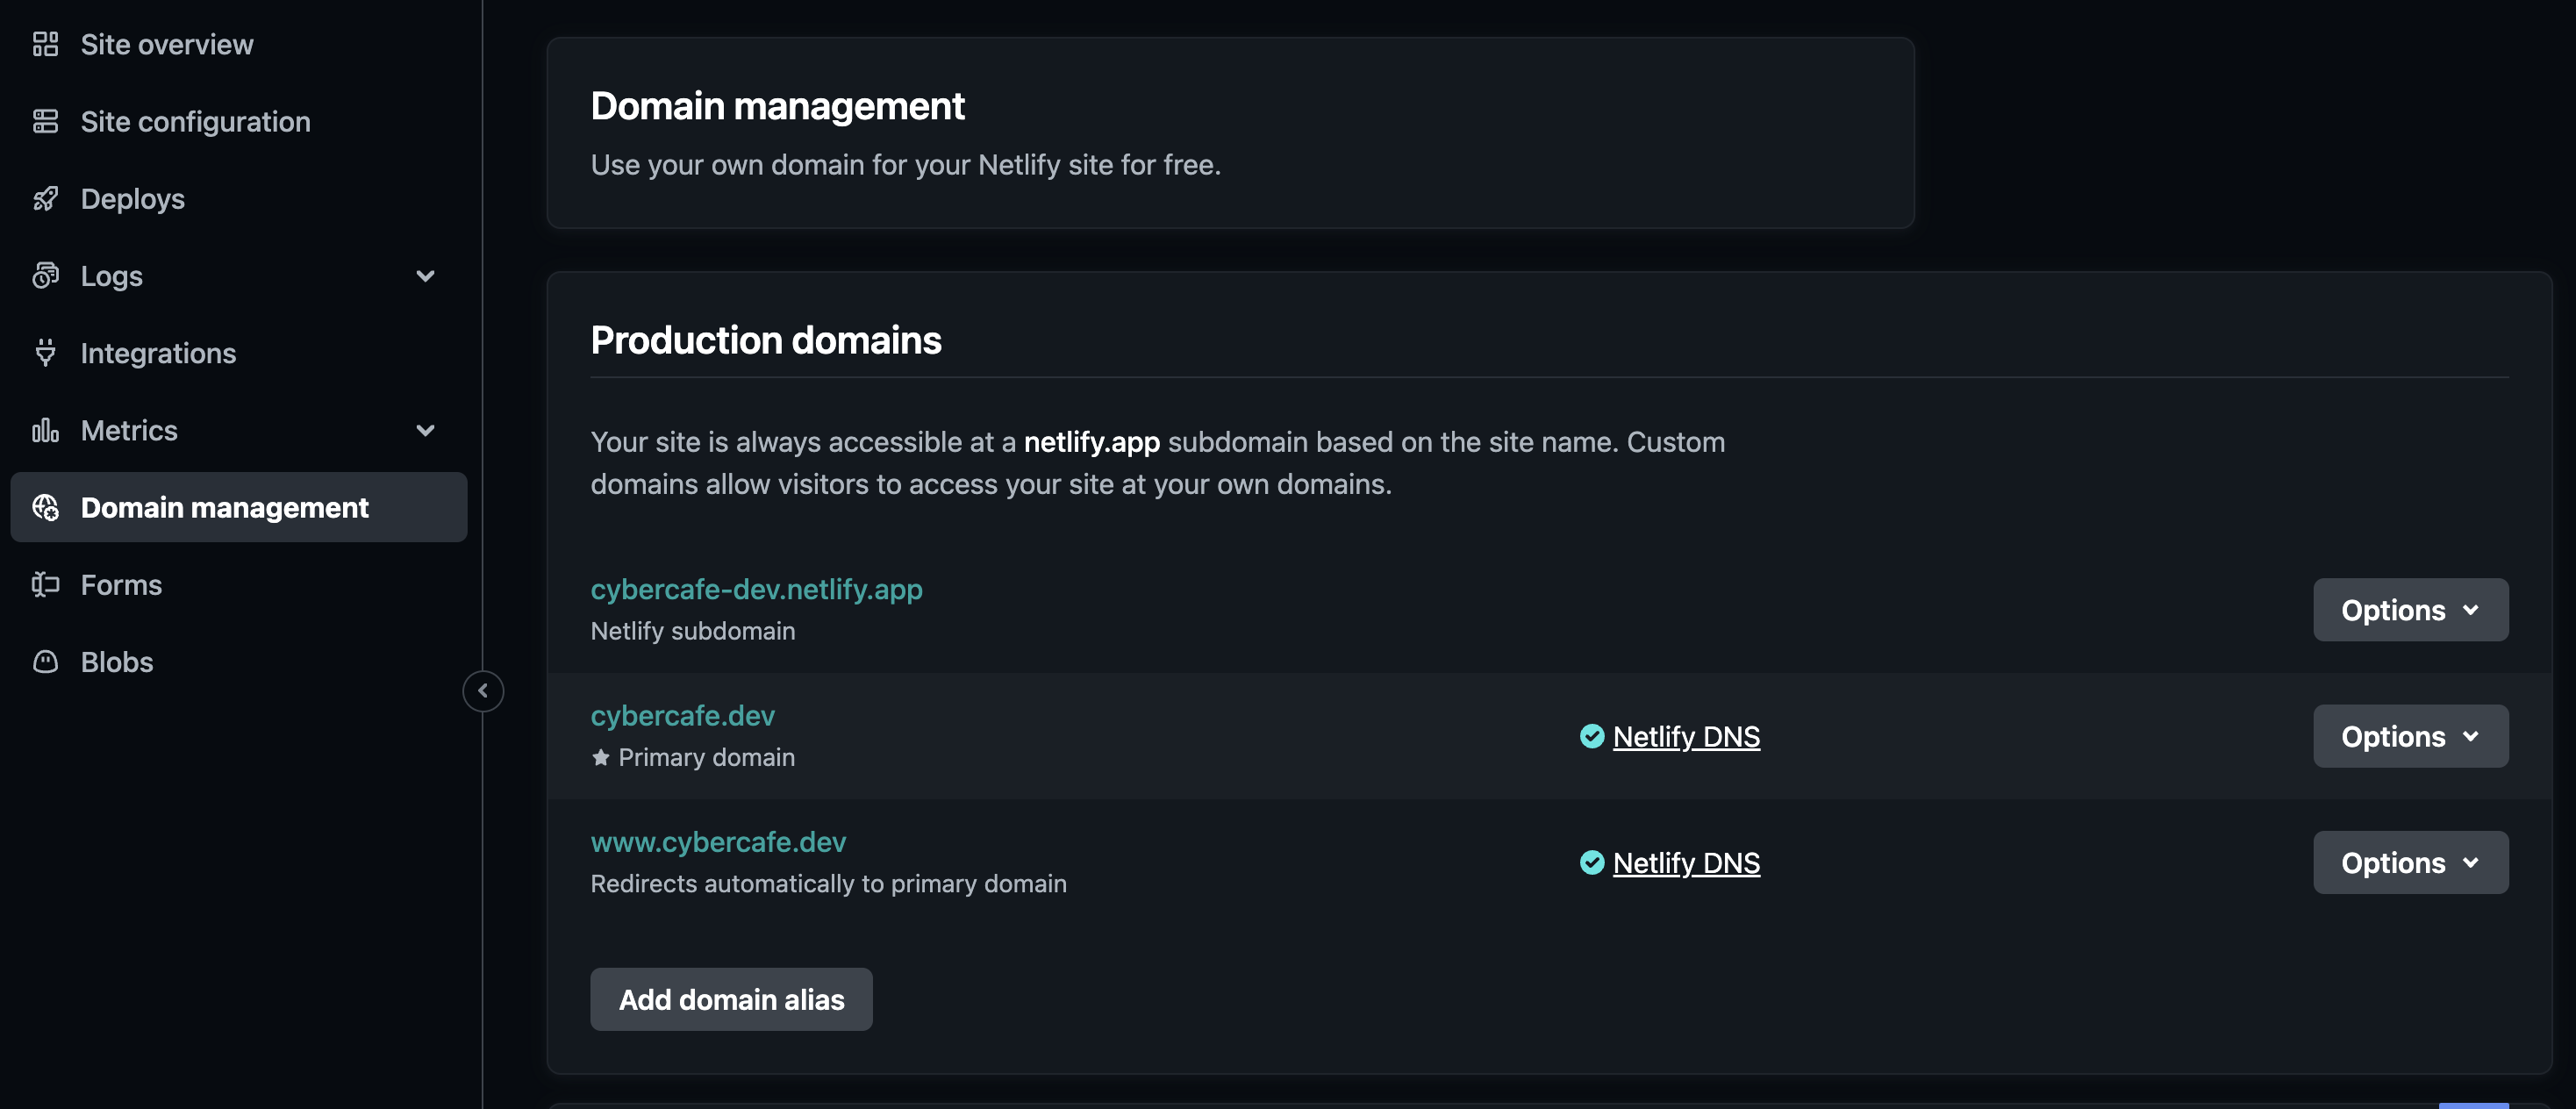 Site overview
Site configuration
Deploys
Logs
Integrations
Metrics
Domain management
Forms
Blobs
Domain management
Use your own domain for your Netlify site for free.
Production domains
Your site is always accessible at a netlify.app subdomain based on the site name. Custom
domains allow visitors to access your site at your own domains.
cybercafe-dev.netlify.app
Netlify subdomain
Options
cybercafe.dev
Primary domain
Netlify DNS
Options
www.cybercafe.dev
Redirects automatically to primary domain
Netlify DNS
Options
Add domain alias